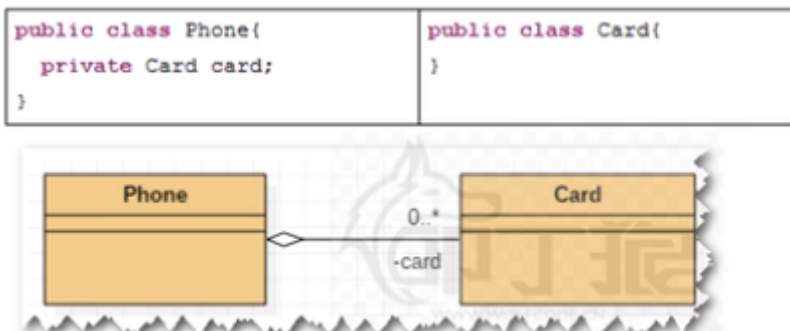 public class Phone{
  private Card card;
}
public class Card{
}
Phone
Card
0..*
-card